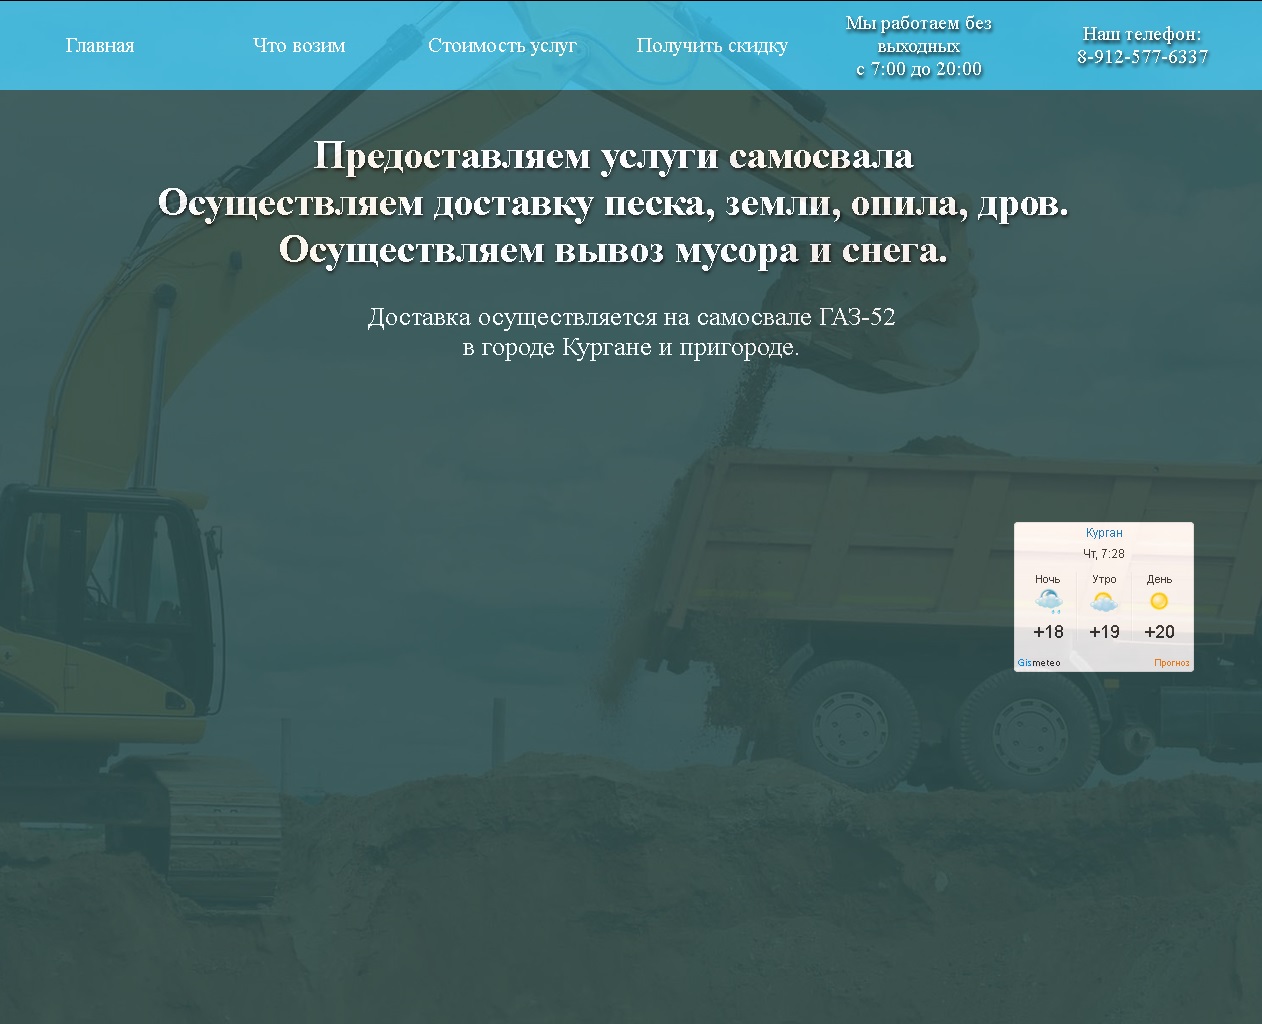 Главная
Что возим
Стоимость услуг
Получить скидку
Мы работаем без
выходных
с 7:00 до 20:00
Наш телефон:
8-912-577-6337
Предоставляем услуги самосвала
Осуществляем доставку песка, земли, опила, дров.
Осуществляем вывоз мусора и снега.
Доставка осуществляется на самосвале ГАЗ-52
в городе Кургане и пригороде.
Курган
Чт, 7:28
Ночь Утро День
+18 +19 +20
Gismeteo Прогноз